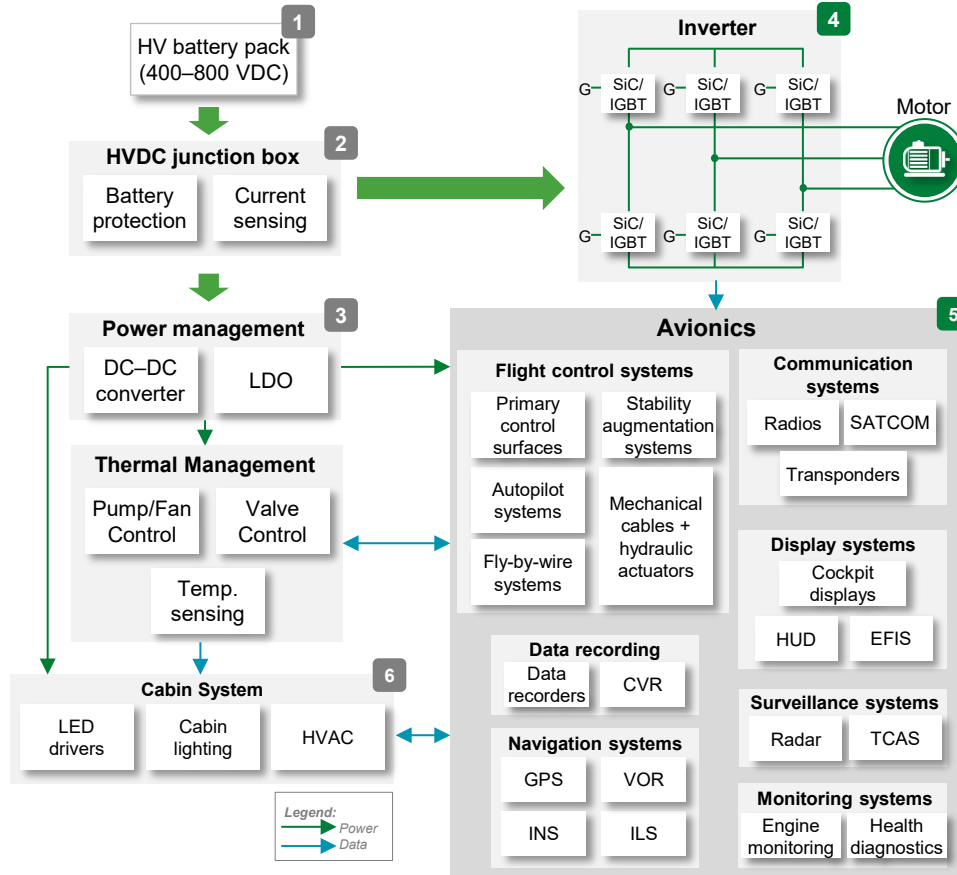 1
HV battery pack
(400–800 VDC)
2
HVDC junction box
Battery
protection
Current
sensing
3
Power management
DC–DC
converter
LDO
Thermal Management
Pump/Fan
Control
Valve
Control
Temp.
sensing
6
Cabin System
LED
drivers
Cabin
lighting
HVAC
Legend:
Power
Data
4
Inverter
G
SiC/
IGBT
G
SiC/
IGBT
G
SiC/
IGBT
Motor
G
SiC/
IGBT
G
SiC/
IGBT
G
SiC/
IGBT
5
Avionics
Flight control systems
Primary
control
surfaces
Stability
augmentation
systems
Autopilot
systems
Fly-by-wire
systems
Mechanical
cables +
hydraulic
actuators
Data recording
Data
recorders
CVR
Navigation systems
GPS
VOR
INS
ILS
Communication
systems
Radios
SATCOM
Transponders
Display systems
Cockpit
displays
HUD
EFIS
Surveillance systems
Radar
TCAS
Monitoring systems
Engine
monitoring
Health
diagnostics